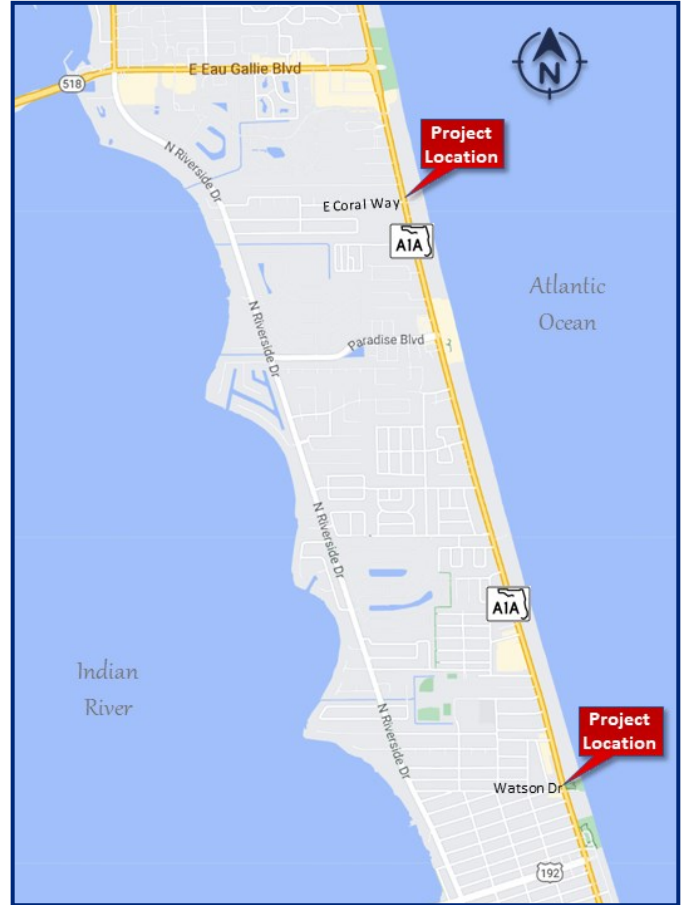 E Eau Gallie Blvd
518
N
Project
Location
N Riverside Dr
E Coral Way
A1A
Atlantic
Ocean
N Riverside Dr
Paradise Blvd
N Riverside Dr
A1A
Indian
River
Project
Location
N Riverside Dr
Watson Dr
192